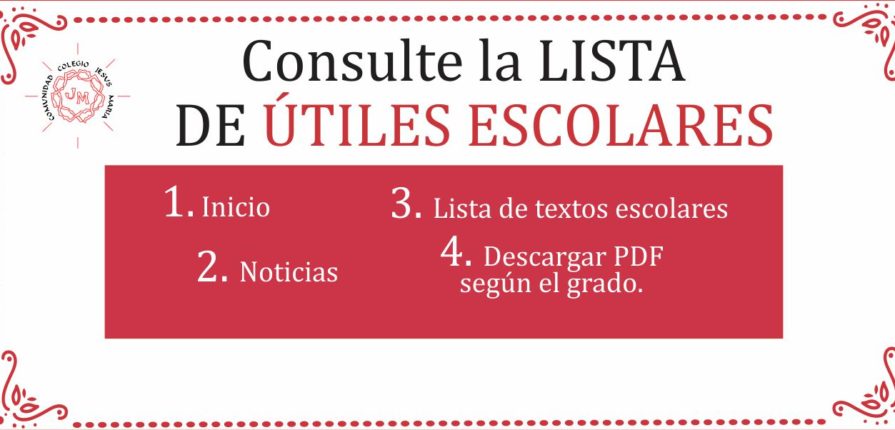 COMUNIDAD COLEGIO JESUS MARIA
JM
Consulte la LISTA
DE ÚTILES ESCOLARES
1. Inicio
2. Noticias
3. Lista de textos escolares
4. Descargar PDF
según el grado.